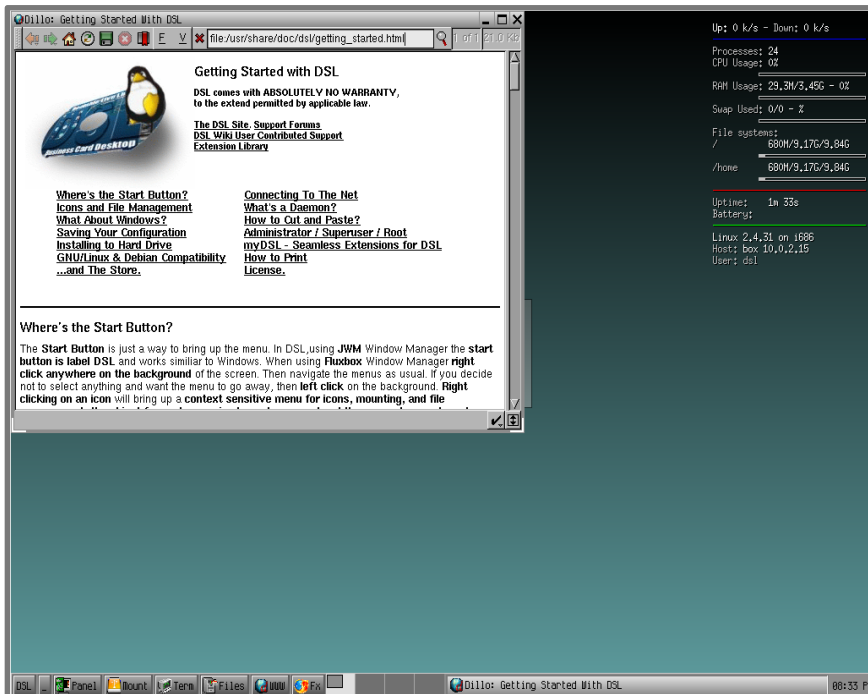 Dillo: Getting Started With DSL
F V file:/usr/share/doc/dsl/getting_started.html 1 of 1 21.0 Kb
Business Card Desktop
Getting Started with DSL
DSL comes with ABSOLUTELY NO WARRANTY,
to the extend permitted by applicable law.
The DSL Site. Support Forums
DSL Wiki User Contributed Support
Extension Library
Where's the Start Button?
Icons and File Management
What About Windows?
Saving Your Configuration
Installing to Hard Drive
GNU/Linux & Debian Compatibility
...and The Store.
Connecting To The Net
What's a Daemon?
How to Cut and Paste?
Administrator / Superuser / Root
myDSL - Seamless Extensions for DSL
How to Print
License.
Where's the Start Button?
The Start Button is just a way to bring up the menu. In DSL,using JWM Window Manager the start
button is label DSL and works similiar to Windows. When using Fluxbox Window Manager right
click anywhere on the background of the screen. Then navigate the menus as usual. If you decide
not to select anything and want the menu to go away, then left click on the background. Right
clicking on an icon will bring up a context sensitive menu for icons, mounting, and file
Up: 0 k/s - Down: 0 k/s
Processes: 24
CPU Usage: 0%
RAM Usage: 29.3M/3.45G - 0%
Swap Used: 0/0 - %
File systems:
/ 680M/9.17G/9.84G
/home 680M/9.17G/9.84G
Uptime: 1m 33s
Battery:
Linux 2.4.31 on i686
Host: box 10.0.2.15
User: dsl
DSL _ Panel Mount Term Files WWW Fx Dillo: Getting Started With DSL 08:33 P